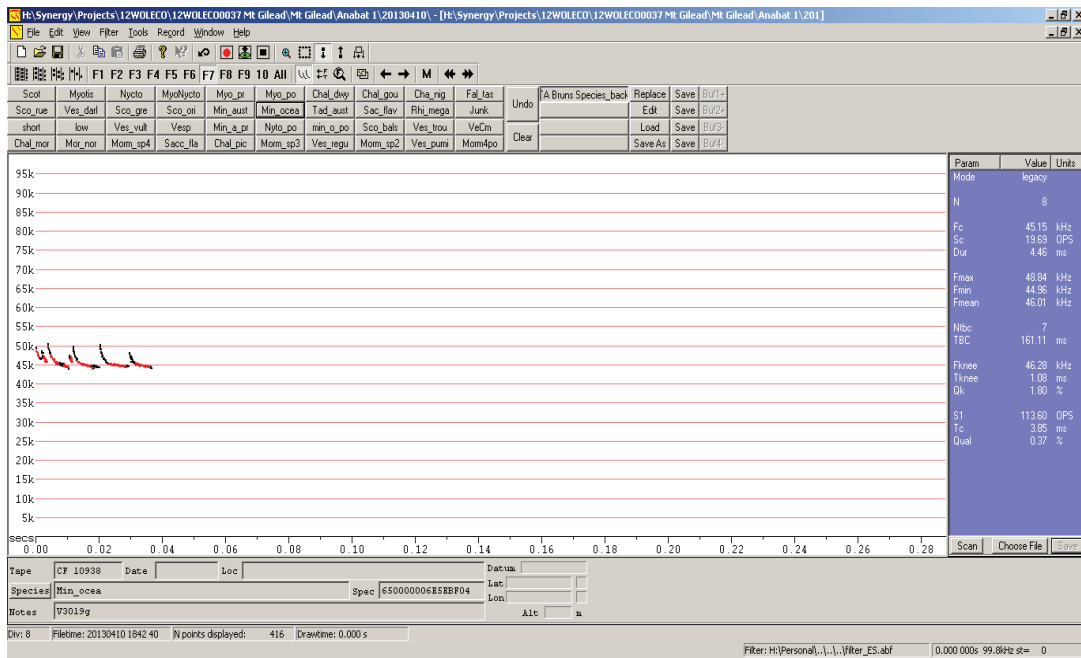 H:\Synergy\Projects\12WOLECO\12WOLECO00037 Mt Gilead\Mt Gilead\Anabat 1\20130410\ - [H:\Synergy\Projects\12WOLECO\12WOLECO00037 Mt Gilead\Mt Gilead\Anabat 1\201]
File Edit View Filter Tools Record Window Help
F1 F2 F3 F4 F5 F6 F7 F8 F9 10 All M
Scot Myotis Nycto MyoNycto Myo_pr Myo_po Chal_dwy Chal_gou Cha_nig Fal_tas Undo TA Bruns Species_back Replace Save Buf1+
Sco_rue Ves_darl Sco_gre Sco_ori Min_aust Min_ocea Tad_aust Sac_flav Rhi_mega Junk Edit Save Buf2+
short low Ves_vult Vesp Min_a_pr Nyto_po min_o_po Sco_bals Ves_trou VeCm Clear Load Save Buf3-
Chal_mor Mor_nor Morm_sp4 Sacc_fla Chal_pic Morm_sp3 Ves_regu Morm_sp2 Ves_pumi Morm4po Save As Save Buf4-
95k
90k
85k
80k
75k
70k
65k
60k
55k
50k
45k
40k
35k
30k
25k
20k
15k
10k
5k
secs
0.00 0.02 0.04 0.06 0.08 0.10 0.12 0.14 0.16 0.18 0.20 0.22 0.24 0.26 0.28
Param Value Units
Mode legacy
N 8
Fc 45.15 kHz
Sc 19.69 OPS
Dur 4.46 ms
Fmax 48.84 kHz
Fmin 44.96 kHz
Fmean 46.01 kHz
Ntbc 7
TBC 161.11 ms
Fknee 46.28 kHz
Tknee 1.08 ms
Qk 1.80 %
S1 113.60 OPS
Tc 3.85 ms
Qual 0.37 %
Scan Choose File Save
Tape CF 10938 Date Loc Datum
Species Min_ocea Spec 650000006E5EBF04 Lat
Lon
Notes V3019g Alt m
Div: 8 Filetime: 20130410 1842 40 N points displayed: 416 Drawtime: 0.000 s
Filter: H:\Personal\..\..\..\filter_ES.abf 0.000 000s 99.8kHz st= 0